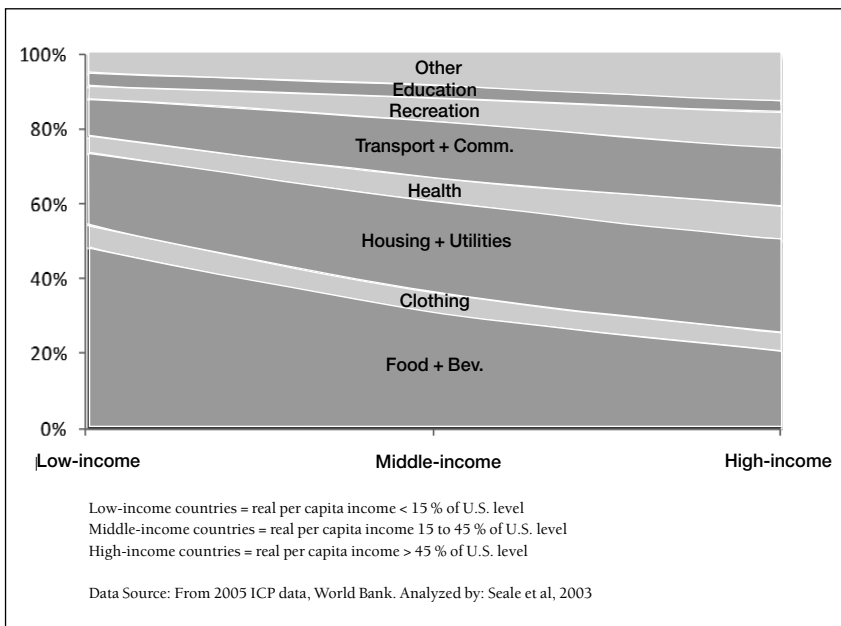 100%
Other
Education
Recreation
80%
Transport + Comm.
Health
60%
Housing + Utilities
40%
Clothing
20%
Food + Bev.
0%
Low-income Middle-income High-income
Low-income countries = real per capita income < 15 % of U.S. level
Middle-income countries = real per capita income 15 to 45 % of U.S. level
High-income countries = real per capita income > 45 % of U.S. level
Data Source: From 2005 ICP data, World Bank. Analyzed by: Seale et al, 2003